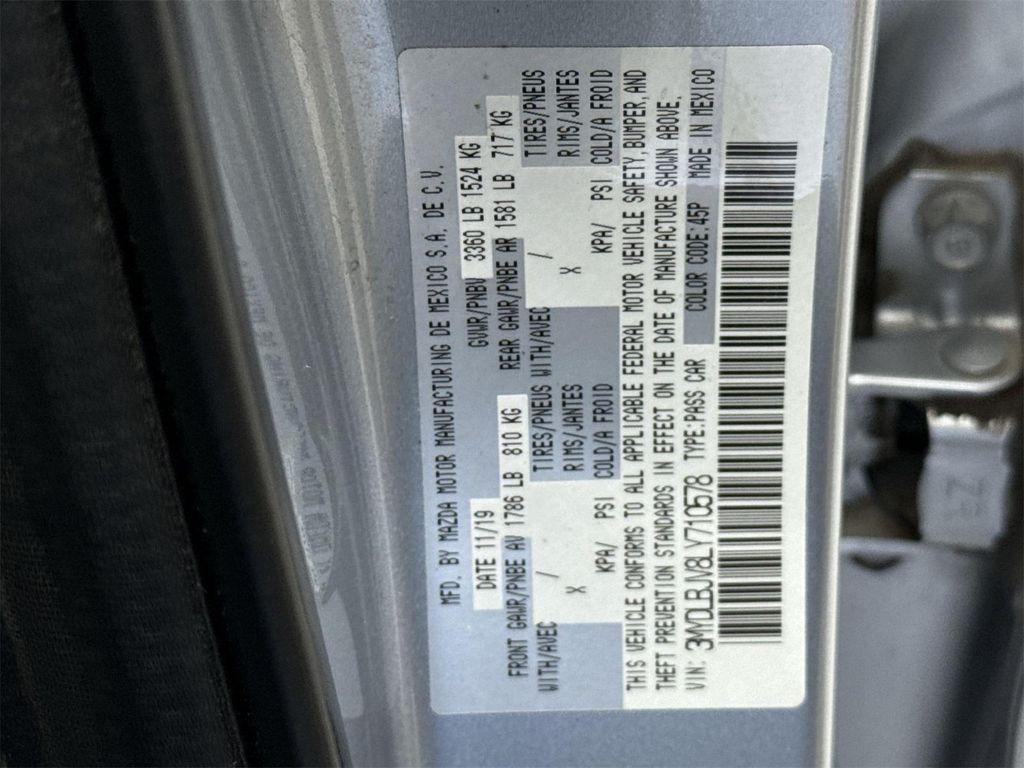 MFD. BY MAZDA MOTOR MANUFACTURING DE MEXICO S.A. DE C.V.
DATE 11/19 GVWR/PNBV 3360 LB 1524 KG
FRONT GAWR/PNBE AV 1786 LB 810 KG REAR GAWR/PNBE AR 1581 LB 717 KG
WITH/AVEC / TIRES/PNEUS WITH/AVEC / TIRES/PNEUS
X RIMS/JANTES X RIMS/JANTES
KPA/ PSI COLD/A FROID KPA/ PSI COLD/A FROID
THIS VEHICLE CONFORMS TO ALL APPLICABLE FEDERAL MOTOR VEHICLE SAFETY, BUMPER, AND
THEFT PREVENTION STANDARDS IN EFFECT ON THE DATE OF MANUFACTURE SHOWN ABOVE.
VIN: 3MVDLBJV8LY710578 TYPE:PASS CAR COLOR CODE:45P MADE IN MEXICO